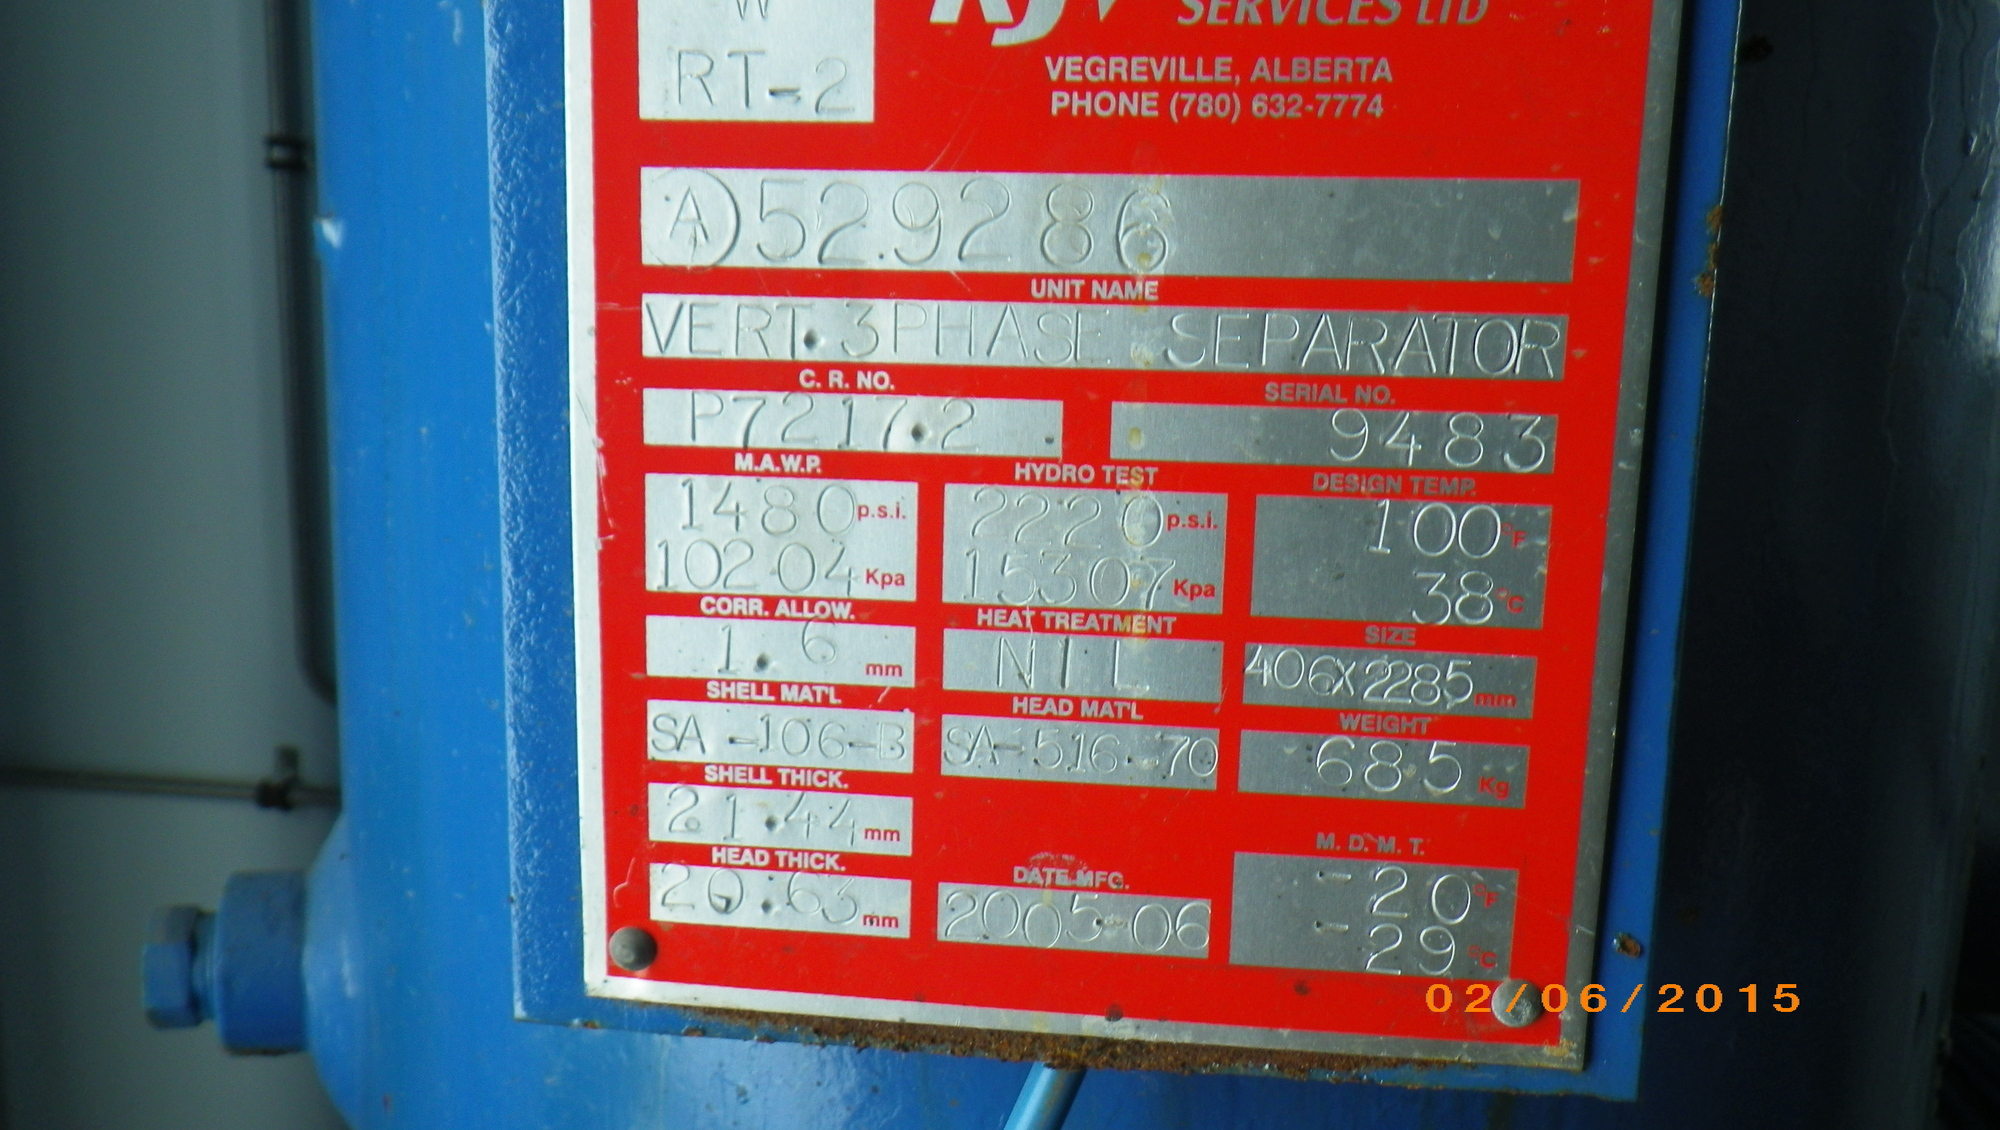 W
RT-2
SERVICES LTD
VEGREVILLE, ALBERTA
PHONE (780) 632-7774
A 529286
UNIT NAME
VERT. 3PHASE SEPARATOR
C. R. NO. SERIAL NO.
P7217.2 9483
M.A.W.P. HYDRO TEST DESIGN TEMP.
1480 p.s.i. 2220 p.s.i. 100 °F
10204 Kpa 15307 Kpa 38 °C
CORR. ALLOW. HEAT TREATMENT SIZE
1.6 mm NIL 406X2285 mm
SHELL MAT'L HEAD MAT'L WEIGHT
SA-106-B SA-516-70 685 Kg
SHELL THICK.
21.44 mm
HEAD THICK. DATE MFG. M. D. M. T.
20.63 mm 2005-06 -20 °F
-29 °C
02/06/2015